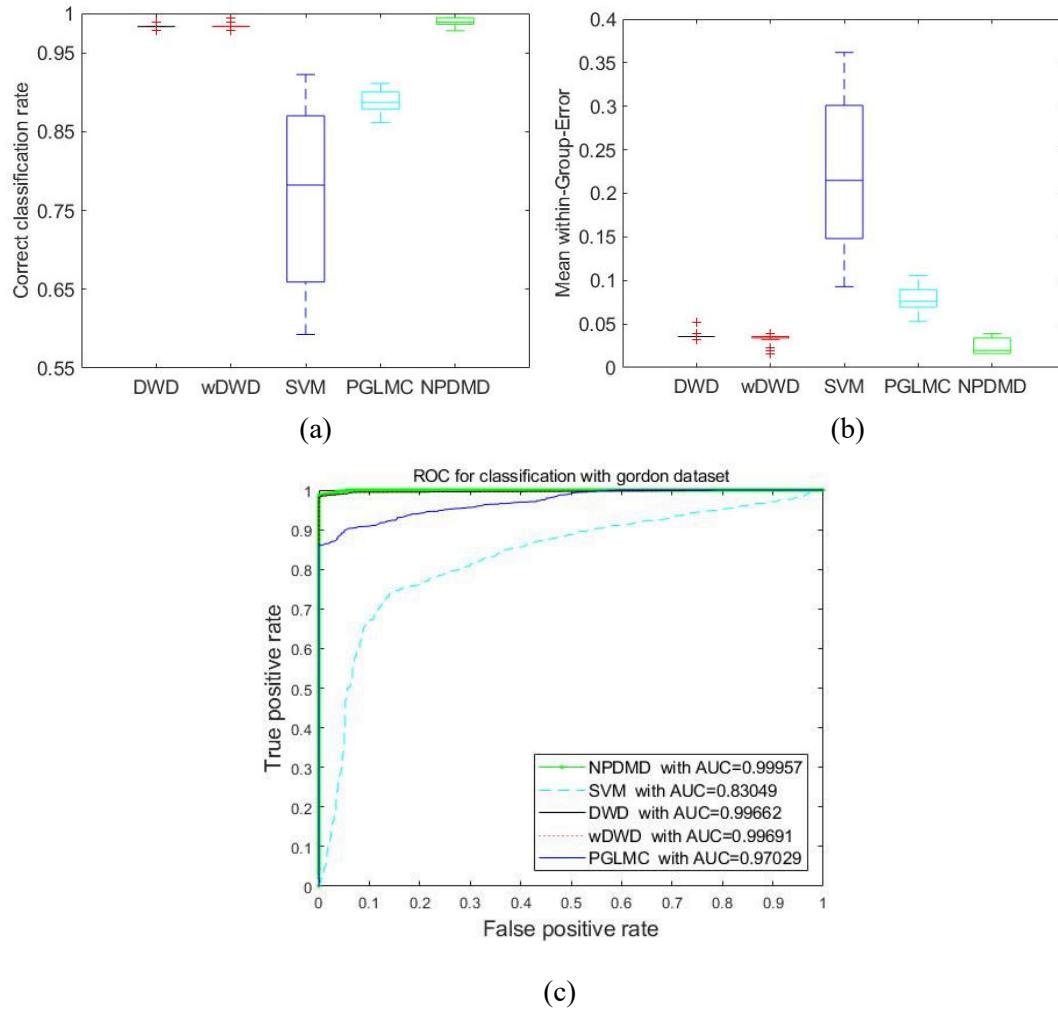 Correct classification rate
1
0.95
0.85
0.75
0.65
0.55
DWD wDWD SVM PGLMC NPDMD
(a)
Mean within-Group-Error
0.4
0.35
0.3
0.25
0.2
0.15
0.1
0.05
0
DWD wDWD SVM PGLMC NPDMD
(b)
ROC for classification with gordon dataset
True positive rate
1
0.9
0.8
0.7
0.6
0.5
0.4
0.3
0.2
0.1
0
NPDMD with AUC=0.99957
SVM with AUC=0.83049
DWD with AUC=0.99662
wDWD with AUC=0.99691
PGLMC with AUC=0.97029
0 0.1 0.2 0.3 0.4 0.5 0.6 0.7 0.8 0.9 1
False positive rate
(c)